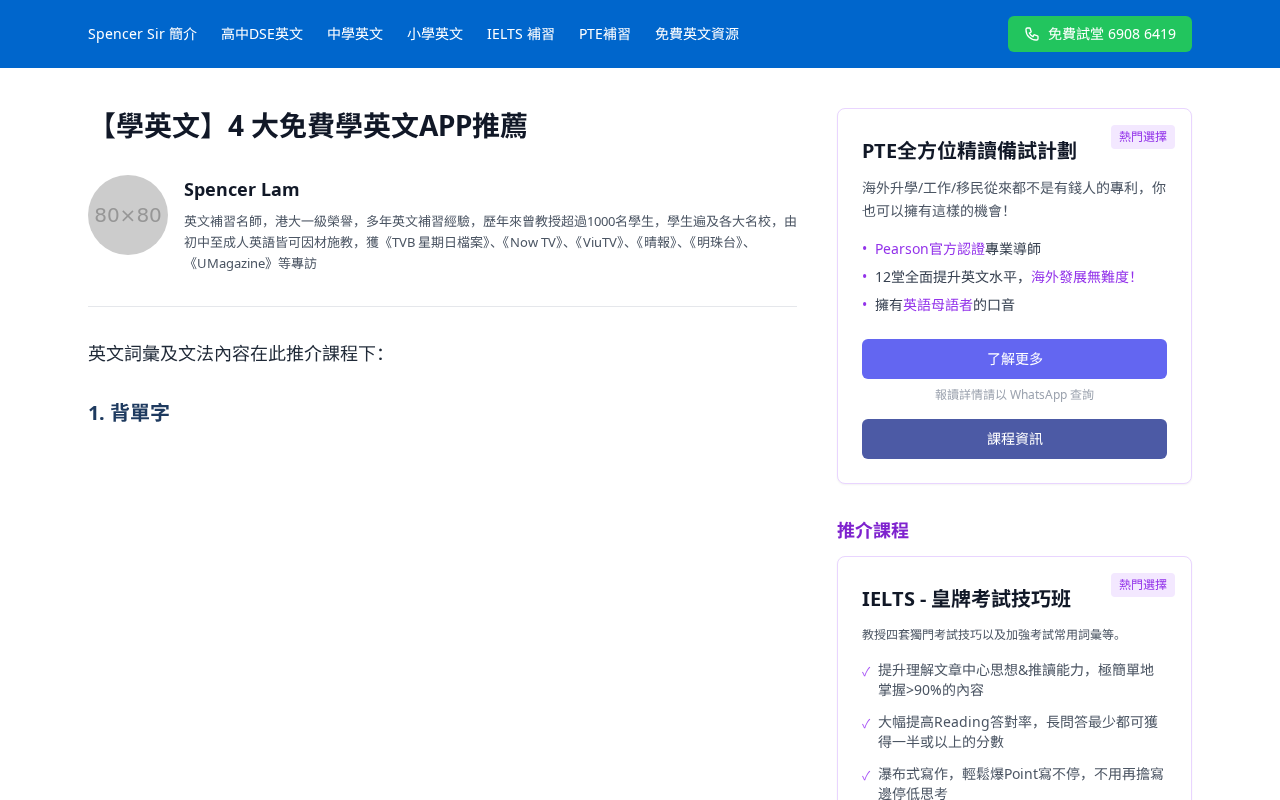 Spencer Sir 簡介 高中DSE英文 中學英文 小學英文 IELTS 補習 PTE補習 免費英文資源 免費試堂 6908 6419
【學英文】4 大免費學英文APP推薦
80×80
Spencer Lam
英文補習名師，港大一級榮譽，多年英文補習經驗，歷年來曾教授超過1000名學生，學生遍及各大名校，由
初中至成人英語皆可因材施教，獲《TVB 星期日檔案》、《Now TV》、《ViuTV》、《晴報》、《明珠台》、
《UMagazine》等專訪
英文詞彙及文法內容在此推介課程下：
1. 背單字
熱門選擇
PTE全方位精讀備試計劃
海外升學/工作/移民從來都不是有錢人的專利，你
也可以擁有這樣的機會！
• Pearson官方認證專業導師
• 12堂全面提升英文水平，海外發展無難度！
• 擁有英語母語者的口音
了解更多
報讀詳情請以 WhatsApp 查詢
課程資訊
推介課程
熱門選擇
IELTS - 皇牌考試技巧班
教授四套獨門考試技巧以及加強考試常用詞彙等。
✓ 提升理解文章中心思想&推讀能力，極簡單地
掌握>90%的內容
✓ 大幅提高Reading答對率，長問答最少都可獲
得一半或以上的分數
✓ 瀑布式寫作，輕鬆爆Point寫不停，不用再擔寫
邊停低思考